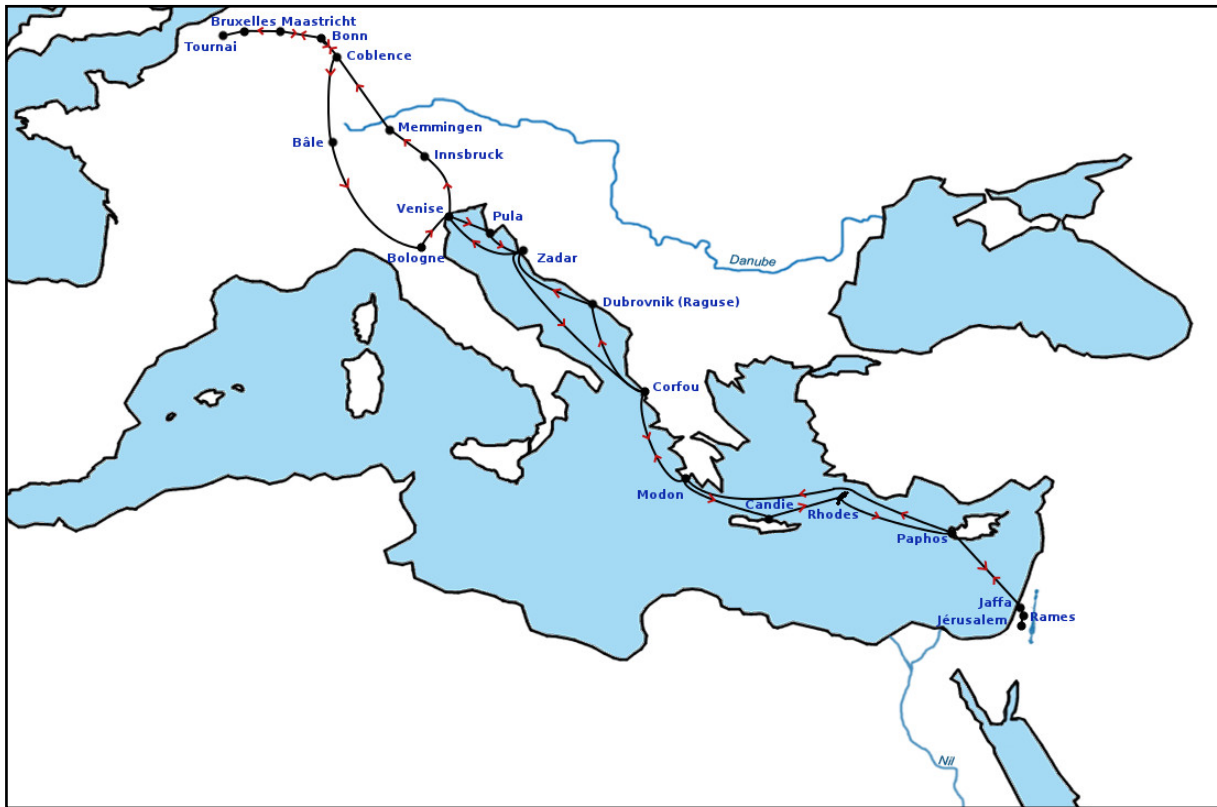 Bruxelles Maastricht
Tournai
Bonn
Coblence
Memmingen
Bâle
Innsbruck
Venise
Pula
Bologne
Zadar
Danube
Dubrovnik (Raguse)
Corfou
Modon
Candie
Rhodes
Paphos
Jaffa
Jérusalem
Rames
Nil